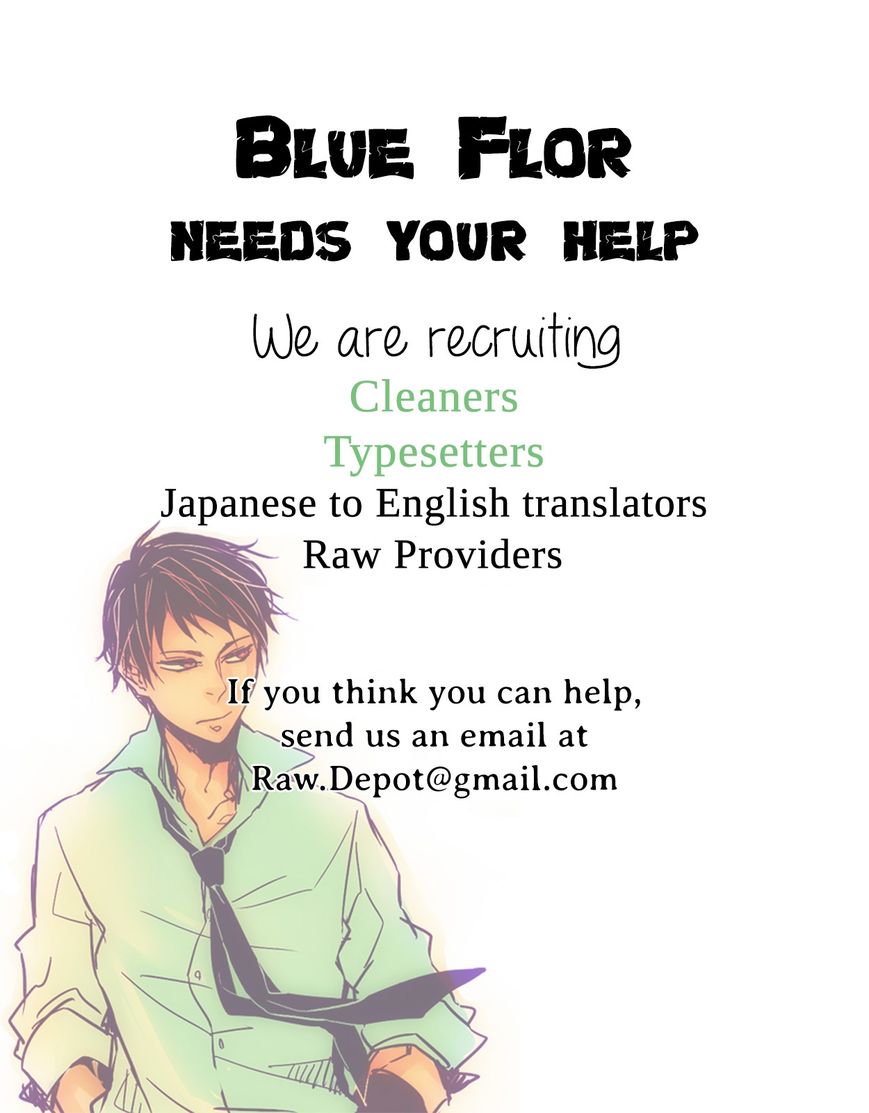 Blue Flor
needs your help
We are recruiting
Cleaners
Typesetters
Japanese to English translators
Raw Providers
If you think you can help,
send us an email at
Raw.Depot@gmail.com